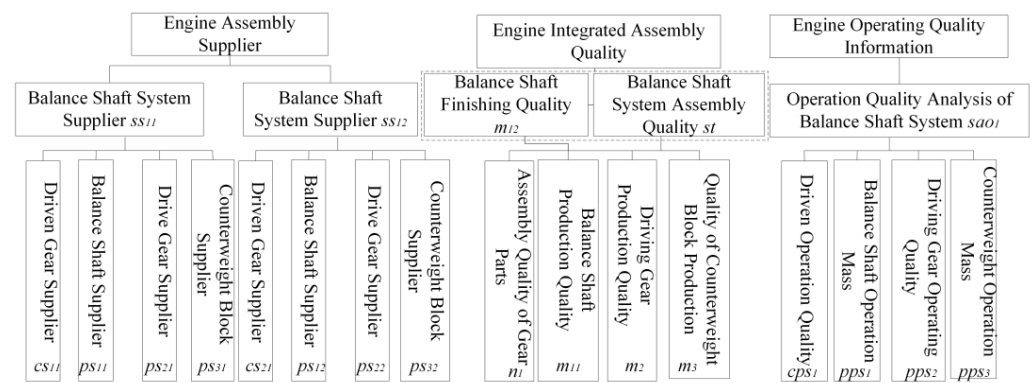 Engine Assembly
Supplier
Engine Integrated Assembly
Quality
Engine Operating Quality
Information
Balance Shaft System
Supplier ss11
Balance Shaft
System Supplier ss12
Balance Shaft
Finishing Quality
m12
Balance Shaft
System Assembly
Quality st
Operation Quality Analysis of
Balance Shaft System sao1
Driven Gear Supplier
cs11
Balance Shaft Supplier
ps11
Drive Gear Supplier
ps21
Counterweight Block
Supplier
ps31
Driven Gear Supplier
cs21
Balance Shaft Supplier
ps12
Drive Gear Supplier
ps22
Counterweight Block
Supplier
ps32
Assembly Quality of Gear
Parts
n1
Balance Shaft
Production Quality
m11
Driving Gear
Production Quality
m2
Quality of Counterweight
Block Production
m3
Driven Operation Quality
cps1
Balance Shaft Operation
Mass
pps1
Driving Gear Operating
Quality
pps2
Counterweight Operation
Mass
pps3